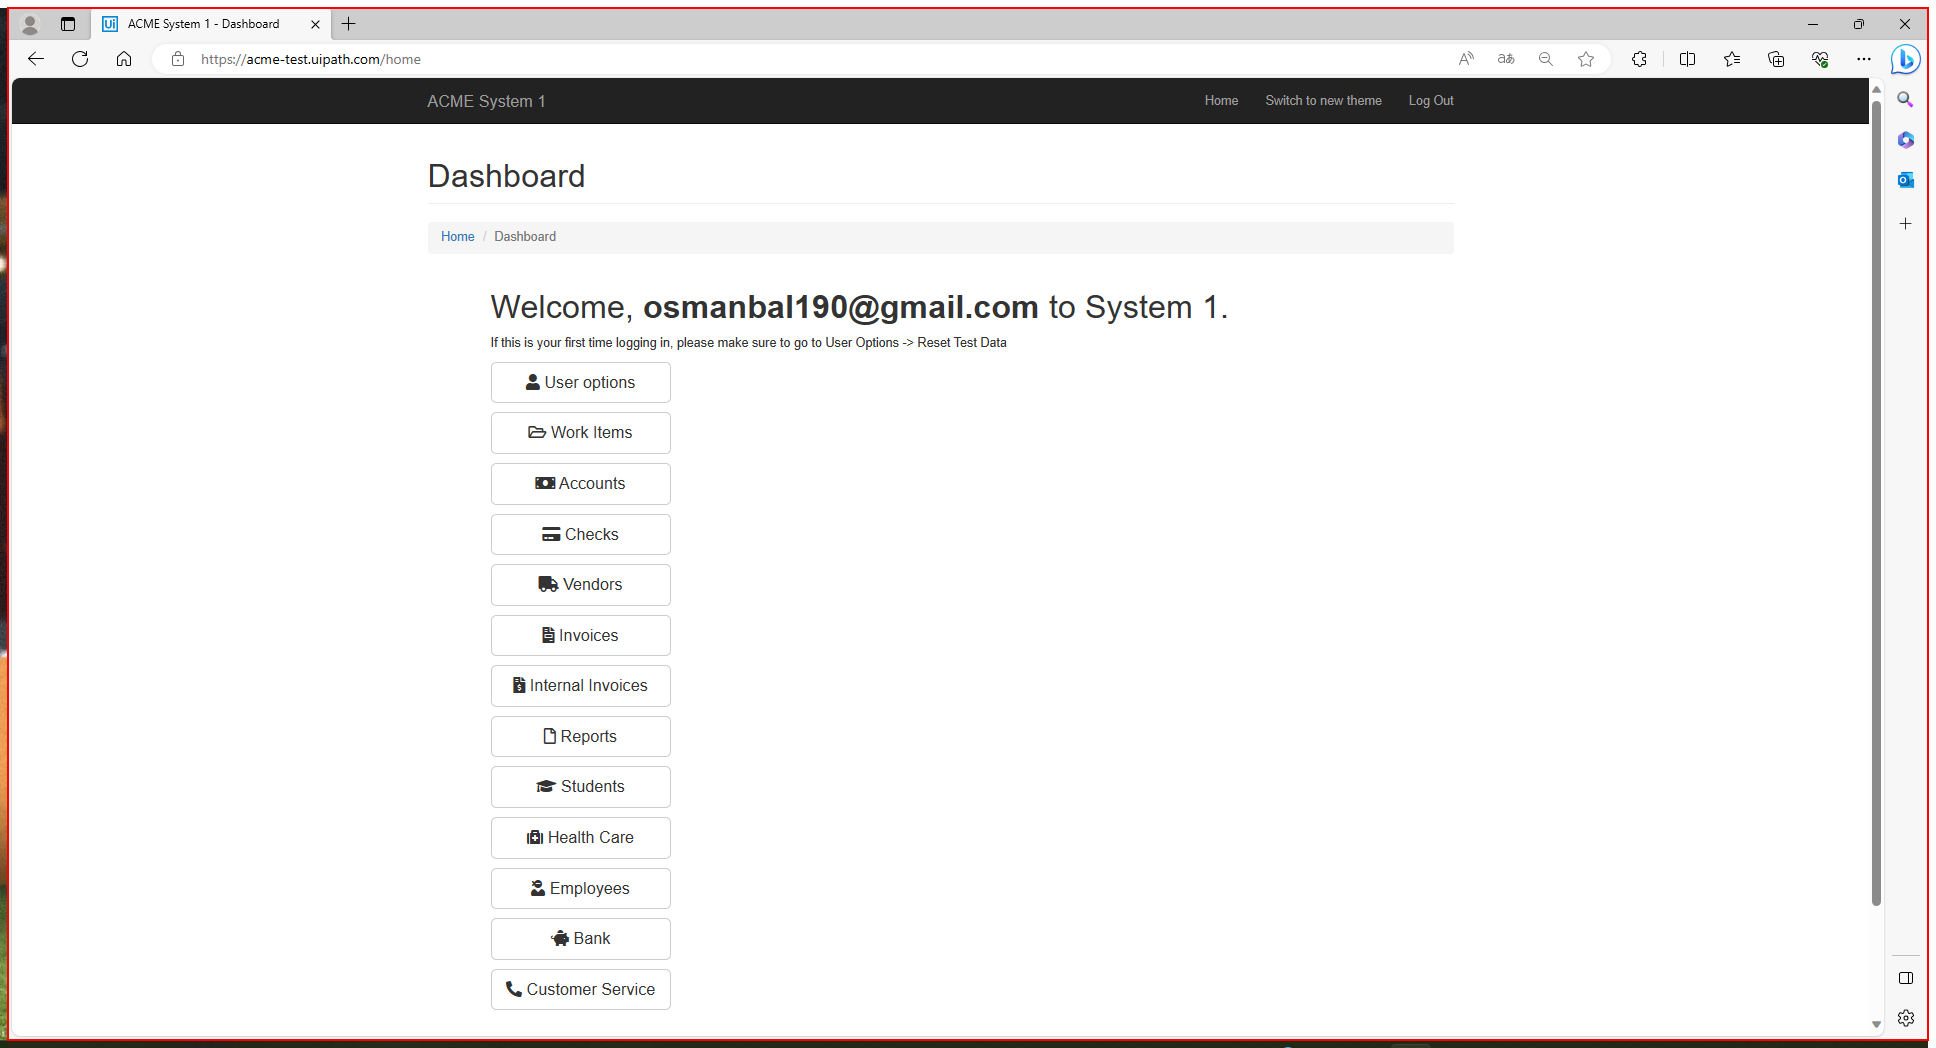 Ui ACME System 1 - Dashboard
https://acme-test.uipath.com/home
ACME System 1
Home Switch to new theme Log Out
Dashboard
Home / Dashboard
Welcome, osmanbal190@gmail.com to System 1.
If this is your first time logging in, please make sure to go to User Options -> Reset Test Data
User options
Work Items
Accounts
Checks
Vendors
Invoices
Internal Invoices
Reports
Students
Health Care
Employees
Bank
Customer Service